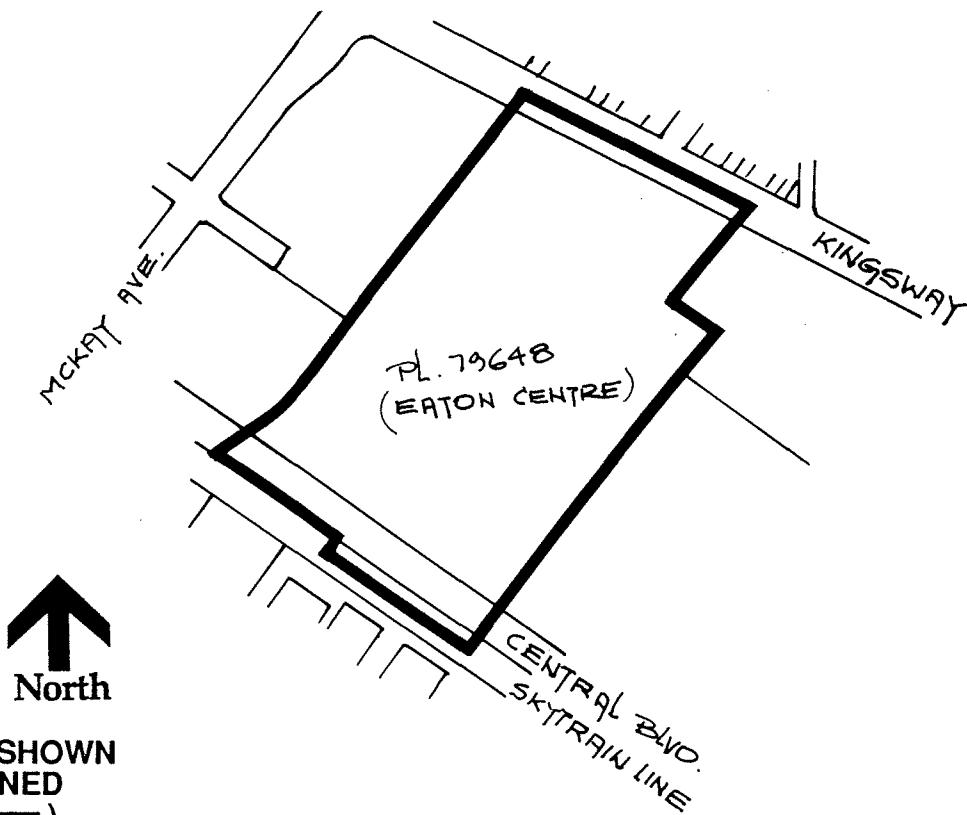 KINGSWAY
MCKAY AVE.
PL. 79648
(EATON CENTRE)
CENTRAL BLVD.
SKYTRAIN LINE
North
SHOWN
NED
)